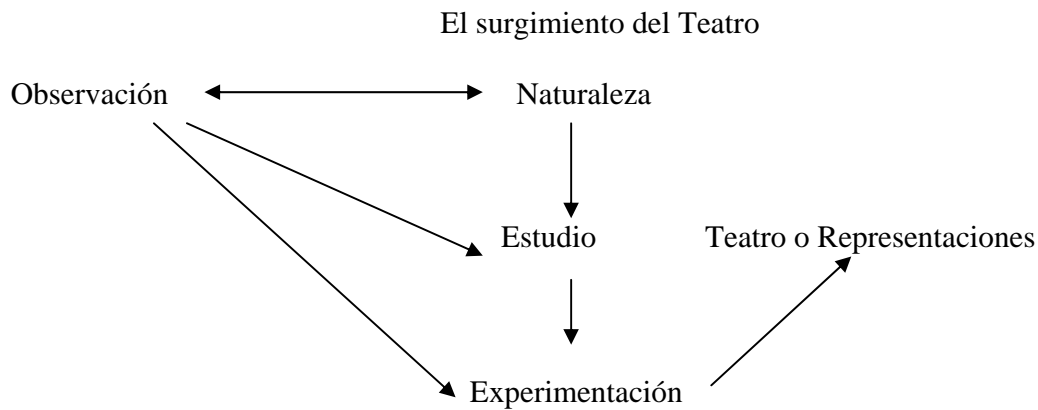 El surgimiento del Teatro
Observación Naturaleza
Estudio Teatro o Representaciones
Experimentación